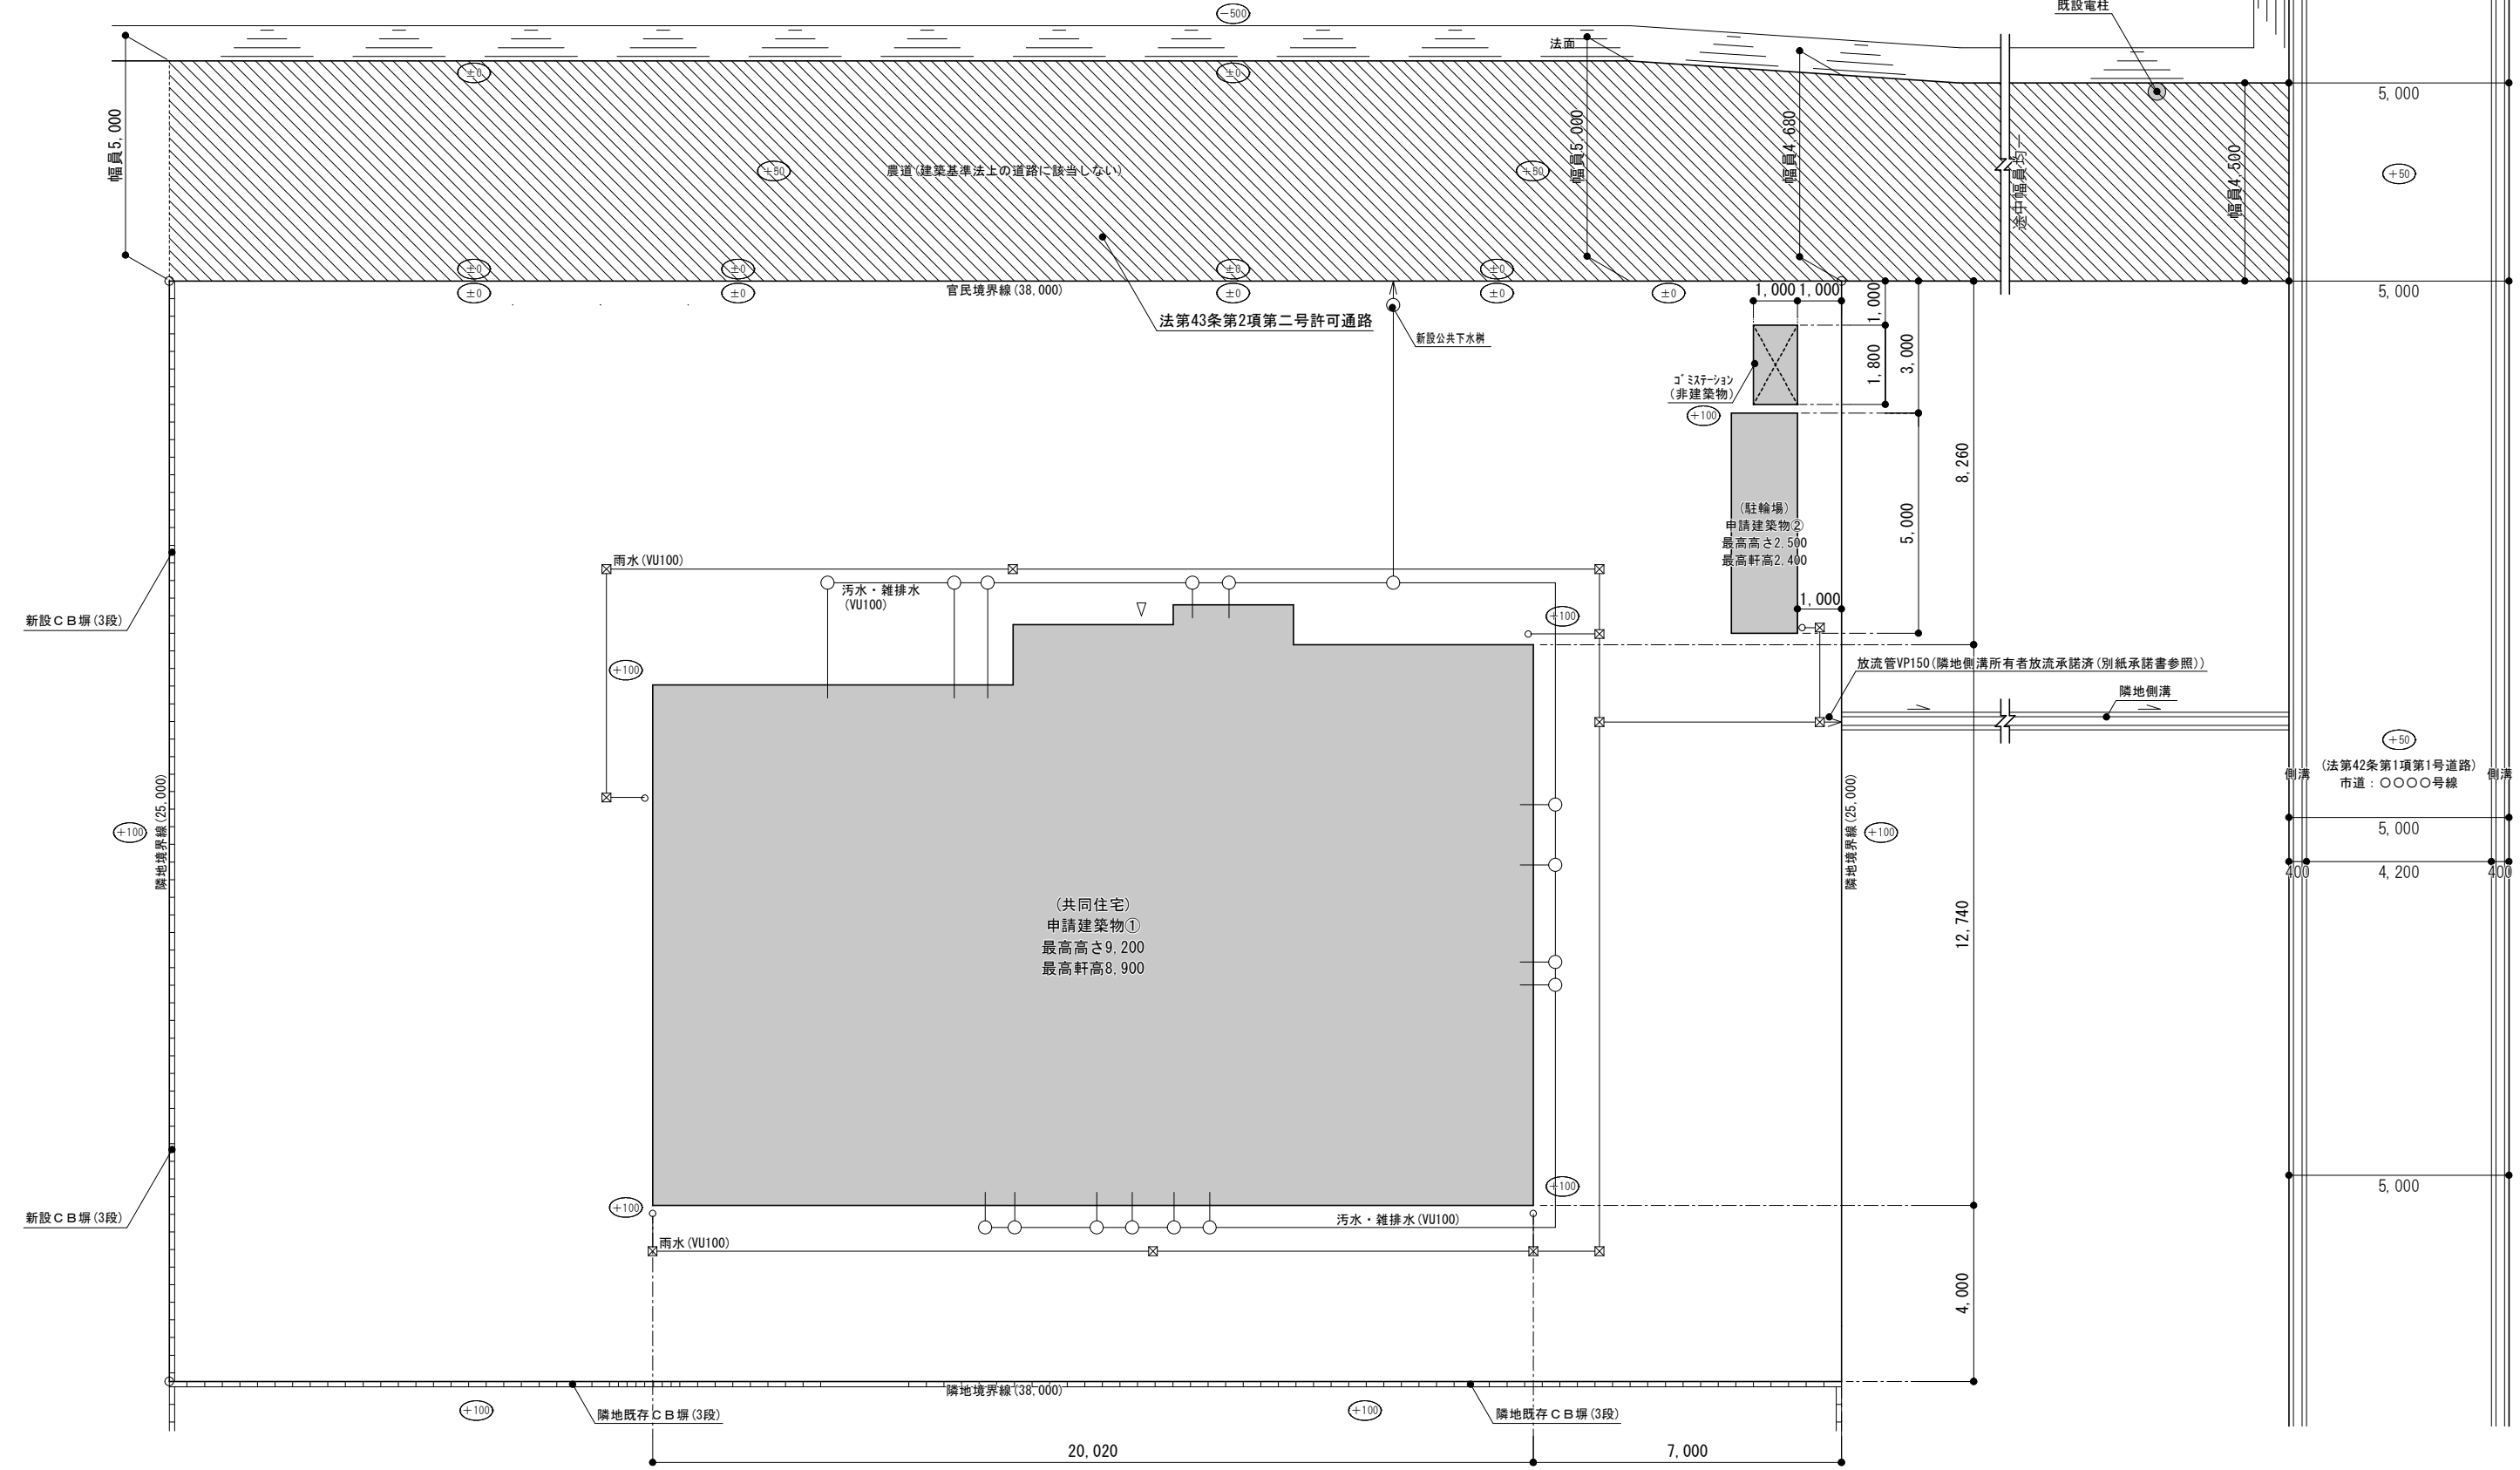 −500
既設電柱
法面
±0
±0
幅員5,000
農道(建築基準法上の道路に該当しない)
+50
+50
幅員5,000
幅員4,680
途中幅員均一
幅員4,500
5,000
+50
±0
±0
±0
±0
±0
±0
±0
±0
±0
官民境界線(38,000)
法第43条第2項第二号許可通路
新設公共下水桝
1,000
1,000
1,000
1,800
3,000
5,000
ｺﾞﾐｽﾃｰｼｮﾝ
(非建築物)
+100
8,260
5,000
(駐輪場)
申請建築物②
最高高さ2,500
最高軒高2,400
1,000
雨水(VU100)
汚水・雑排水
(VU100)
+100
+100
新設ＣＢ塀(3段)
放流管VP150(隣地側溝所有者放流承諾済(別紙承諾書参照))
隣地側溝
+50
(法第42条第1項第1号道路)
市道：○○○○号線
側溝
側溝
隣地境界線(25,000)
+100
隣地境界線(25,000)
+100
5,000
400
4,200
400
(共同住宅)
申請建築物①
最高高さ9,200
最高軒高8,900
12,740
+100
+100
5,000
新設ＣＢ塀(3段)
汚水・雑排水(VU100)
雨水(VU100)
4,000
隣地境界線(38,000)
+100
隣地既存ＣＢ塀(3段)
+100
隣地既存ＣＢ塀(3段)
20,020
7,000